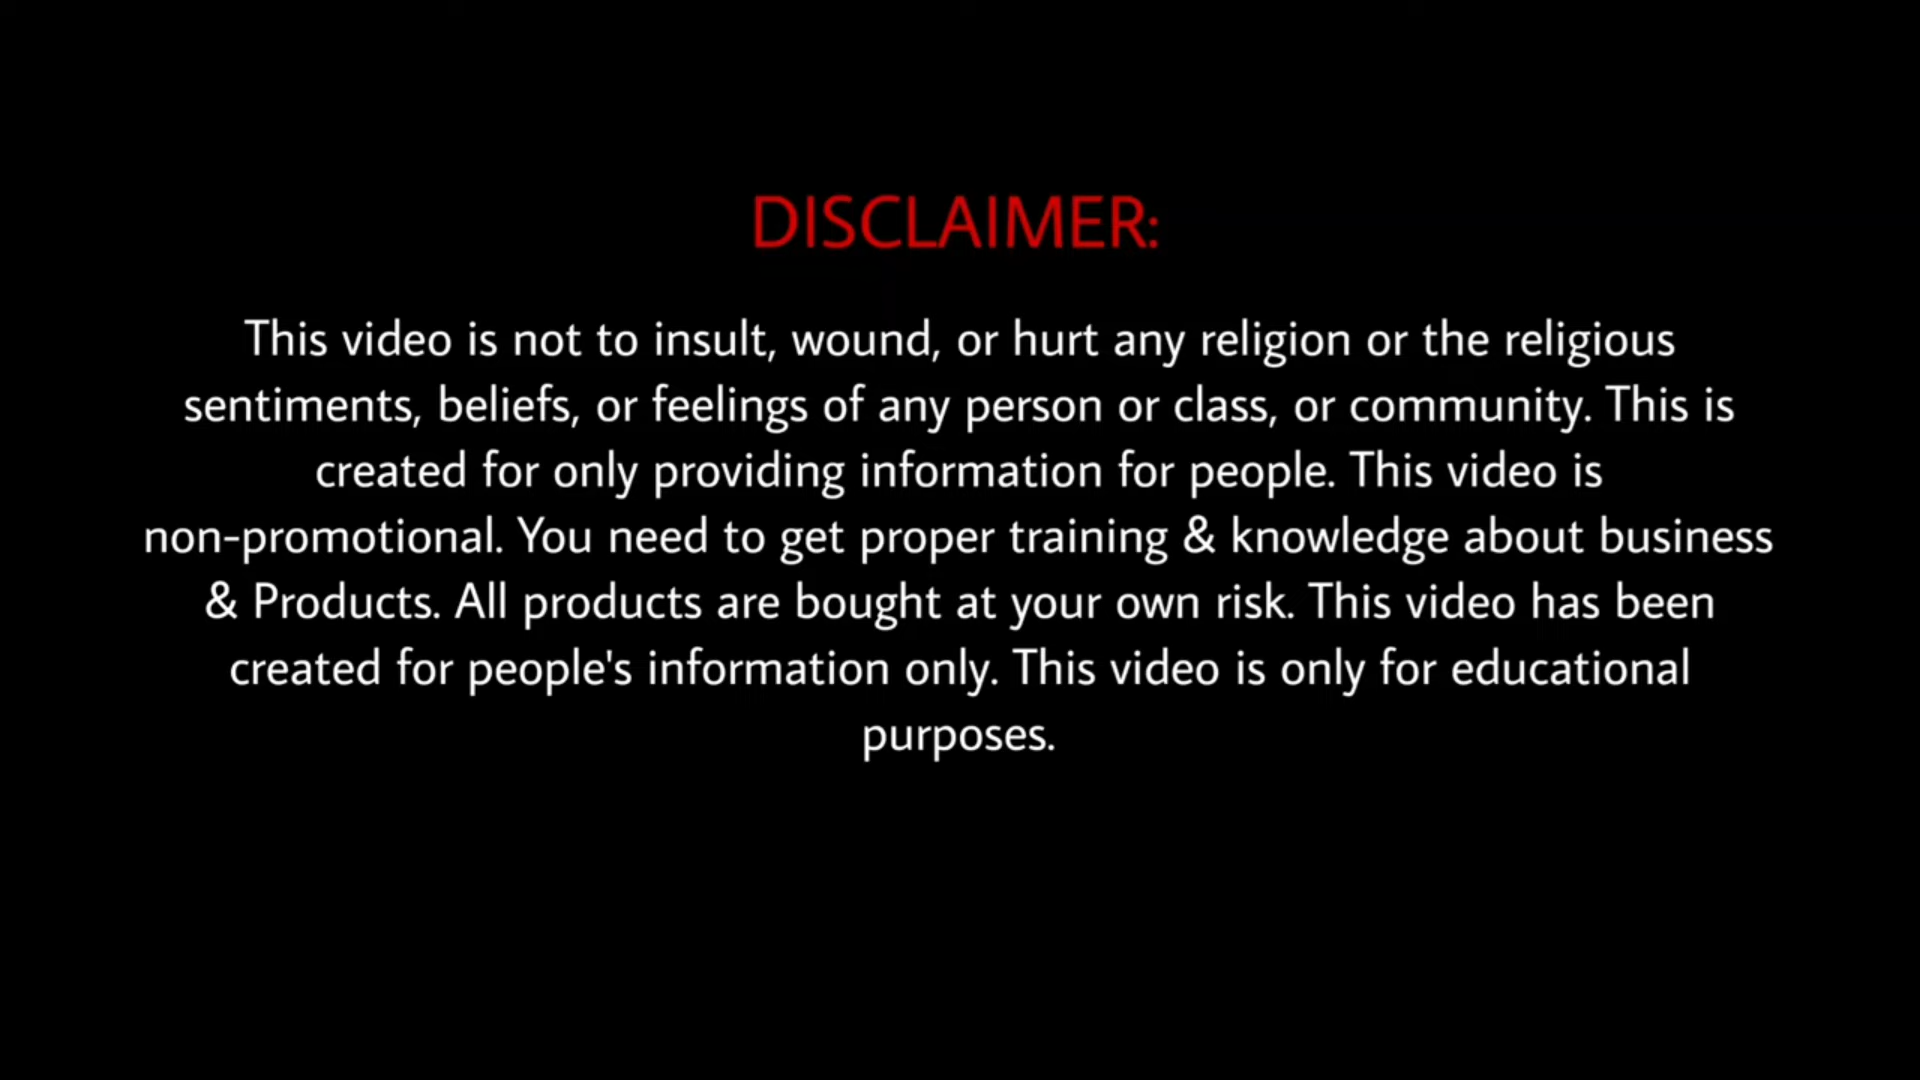 DISCLAIMER:
This video is not to insult, wound, or hurt any religion or the religious
sentiments, beliefs, or feelings of any person or class, or community. This is
created for only providing information for people. This video is
non-promotional. You need to get proper training & knowledge about business
& Products. All products are bought at your own risk. This video has been
created for people's information only. This video is only for educational
purposes.